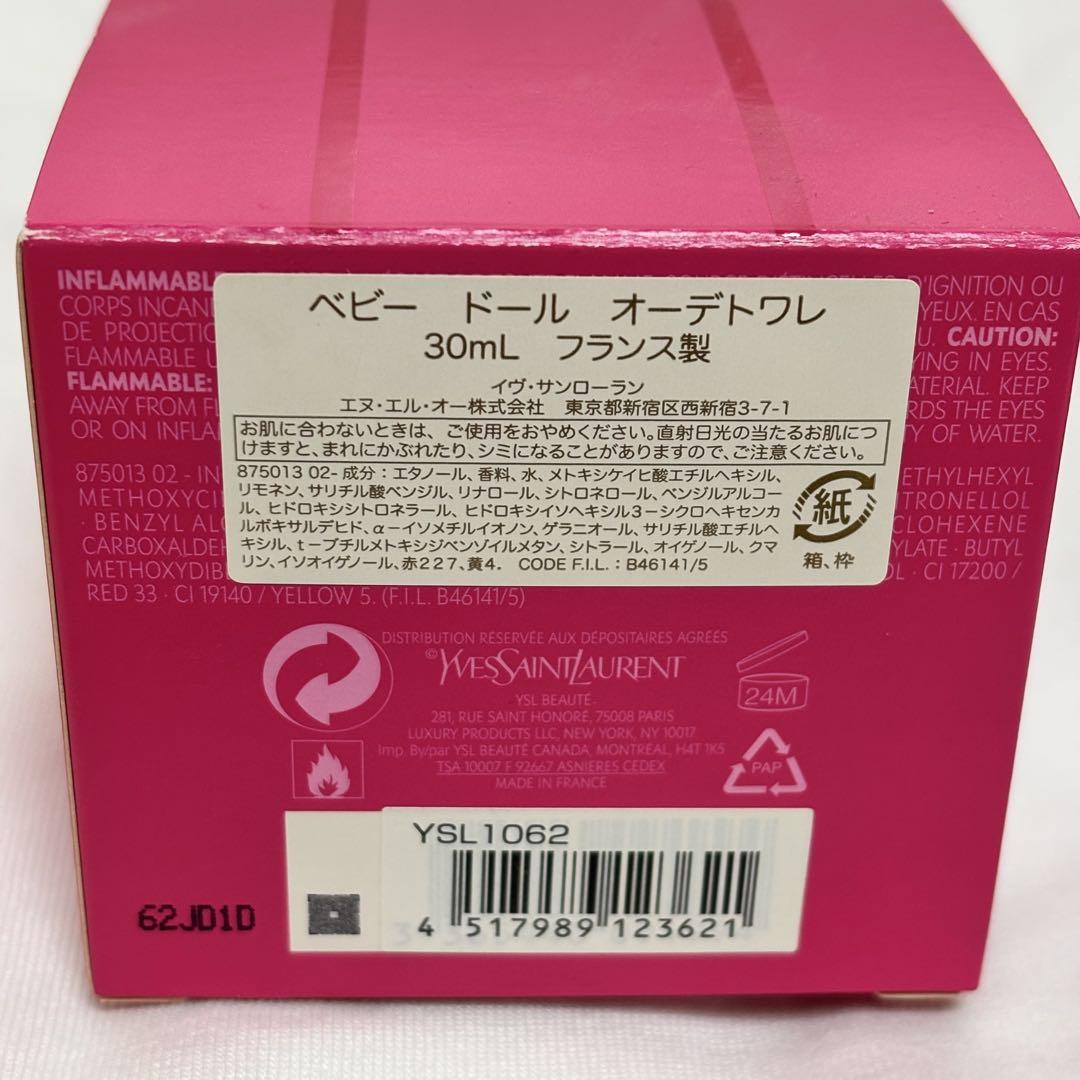 INFLAMMABLE
D'IGNITION OU
CORPS INCAN
YEUX. EN CAS
DE PROJECTIO
CAUTION:
FLAMMABLE U
YING IN EYES.
FLAMMABLE:
ATERIAL. KEEP
AWAY FROM F
RDS THE EYES
OR ON INFLA
TY OF WATER.
ベビー　ドール　オーデトワレ
30mL　フランス製
イヴ・サンローラン
エヌ・エル・オー株式会社　東京都新宿区西新宿3-7-1
お肌に合わないときは、ご使用をおやめください。直射日光の当たるお肌につ
けますと、まれにかぶれたり、シミになることがありますので、ご注意ください。
875013 02- 成分：エタノール、香料、水、メトキシケイヒ酸エチルヘキシル、
リモネン、サリチル酸ベンジル、リナロール、シトロネロール、ベンジルアルコー
ル、ヒドロキシシトロネラール、ヒドロキシイソヘキシル3－シクロヘキセンカ
ルボキサルデヒド、α－イソメチルイオノン、ゲラニオール、サリチル酸エチルヘ
キシル、t－ブチルメトキシジベンゾイルメタン、シトラール、オイゲノール、クマ
リン、イソオイゲノール、赤227、黄4.　CODE F.I.L.：B46141/5
紙
箱、枠
875013 02 - IN
ETHYLHEXYL
METHOXYCIN
TRONELLOL
· BENZYL ALC
CLOHEXENE
CARBOXALDEH
YLATE · BUTYL
METHOXYDIB
OL · CI 17200 /
RED 33 · CI 19140 / YELLOW 5. (F.I.L. B46141/5)
DISTRIBUTION RÉSERVÉE AUX DÉPOSITAIRES AGRÉÉS
©YVESSAINTLAURENT
YSL BEAUTÉ
281, RUE SAINT HONORÉ, 75008 PARIS
LUXURY PRODUCTS LLC, NEW YORK, NY 10017
Imp. By/par YSL BEAUTÉ CANADA, MONTRÉAL, H4T 1K5
TSA 10007 F 92667 ASNIERES CEDEX
MADE IN FRANCE
24M
PAP
YSL1062
4 517989 123621
62JD1D